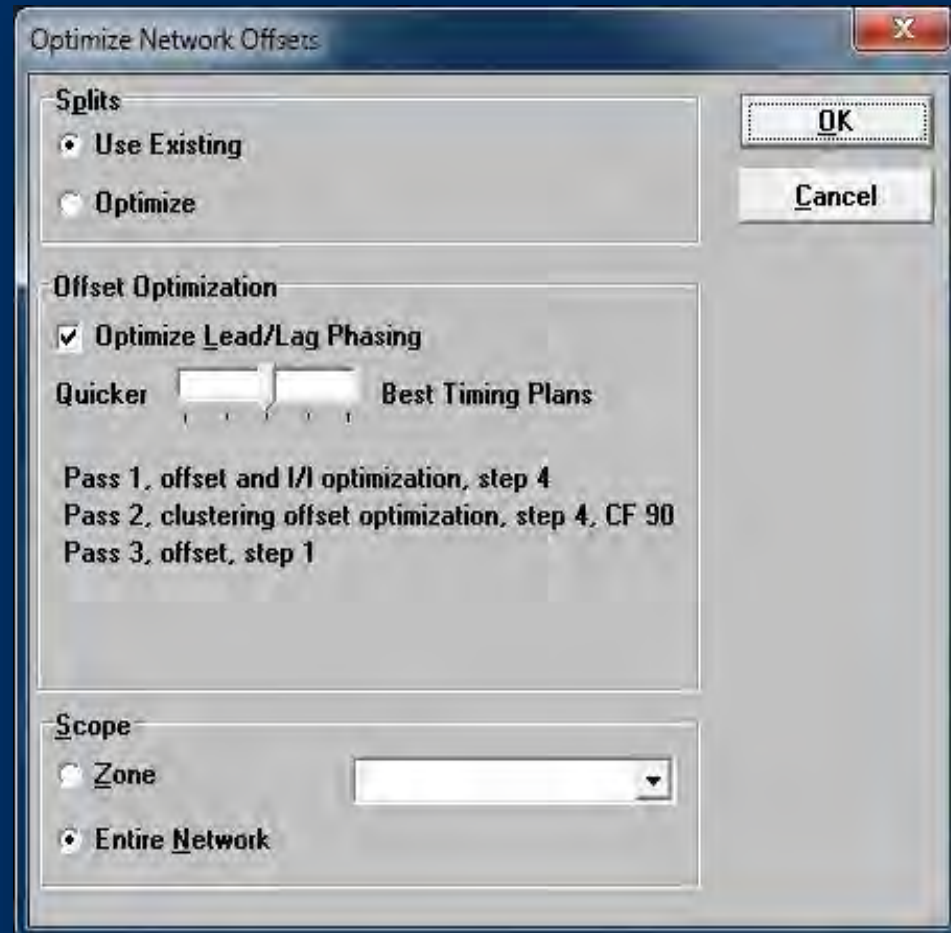 Optimize Network Offsets
Splits
OK
Use Existing
Optimize
Cancel
Offset Optimization
Optimize Lead/Lag Phasing
Quicker Best Timing Plans
Pass 1, offset and I/I optimization, step 4
Pass 2, clustering offset optimization, step 4, CF 90
Pass 3, offset, step 1
Scope
Zone
Entire Network